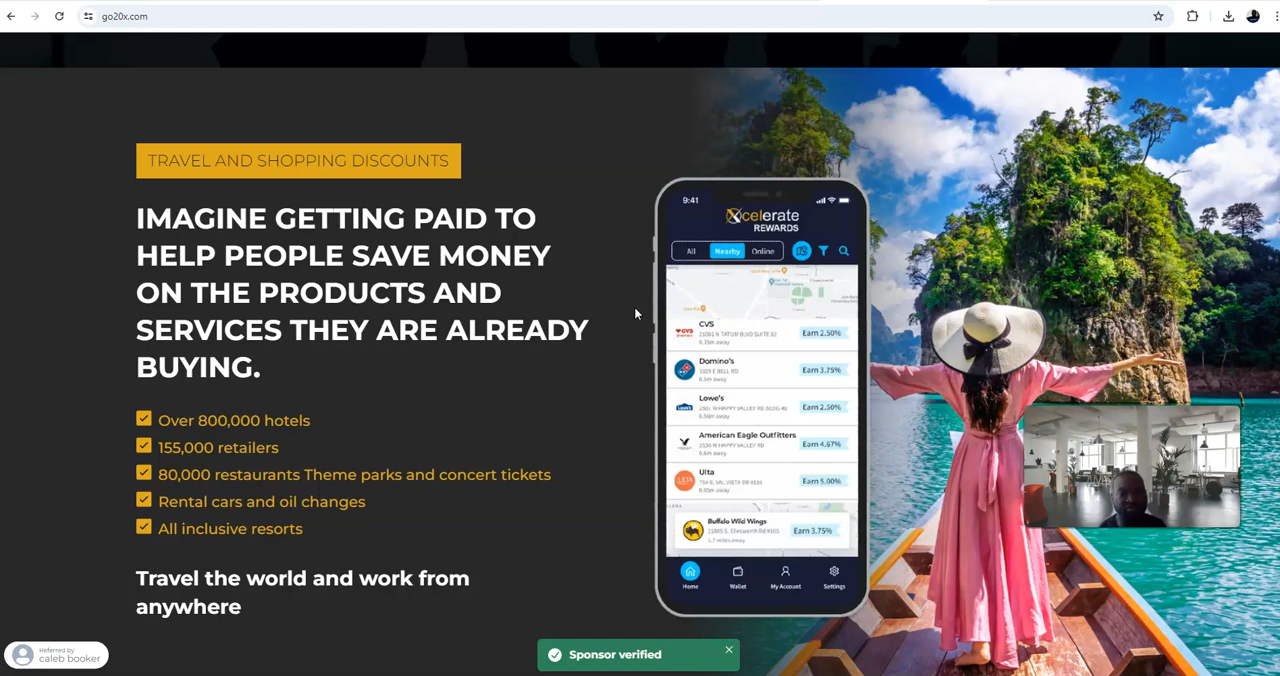 go20x.com
TRAVEL AND SHOPPING DISCOUNTS
IMAGINE GETTING PAID TO
HELP PEOPLE SAVE MONEY
ON THE PRODUCTS AND
SERVICES THEY ARE ALREADY
BUYING.
Over 800,000 hotels
155,000 retailers
80,000 restaurants Theme parks and concert tickets
Rental cars and oil changes
All inclusive resorts
Travel the world and work from
anywhere
9:41
Xcelerate
REWARDS
All Nearby Online
CVS
Earn 2.50%
Domino's
Earn 3.75%
Lowe's
Earn 2.50%
American Eagle Outfitters
Earn 4.67%
Ulta
Earn 5.00%
Buffalo Wild Wings
Earn 3.75%
1.7 miles away
Home Wallet My Account Settings
Referred by
caleb booker
Sponsor verified